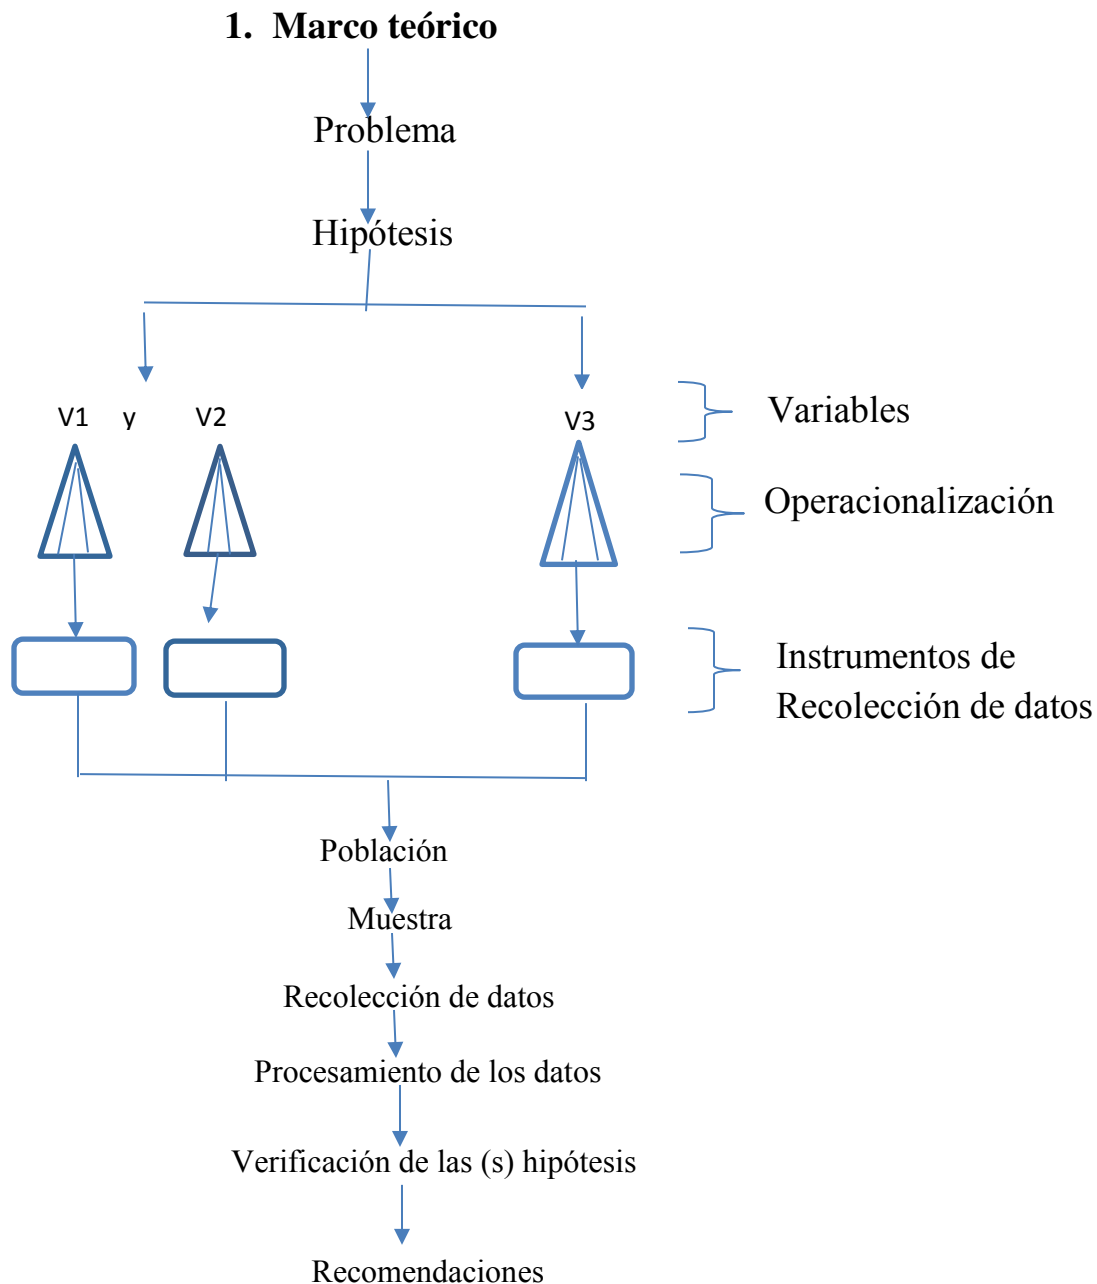 1. Marco teórico
Problema
Hipótesis
V1 y V2 V3 Variables
Operacionalización
Instrumentos de
Recolección de datos
Población
Muestra
Recolección de datos
Procesamiento de los datos
Verificación de las (s) hipótesis
Recomendaciones